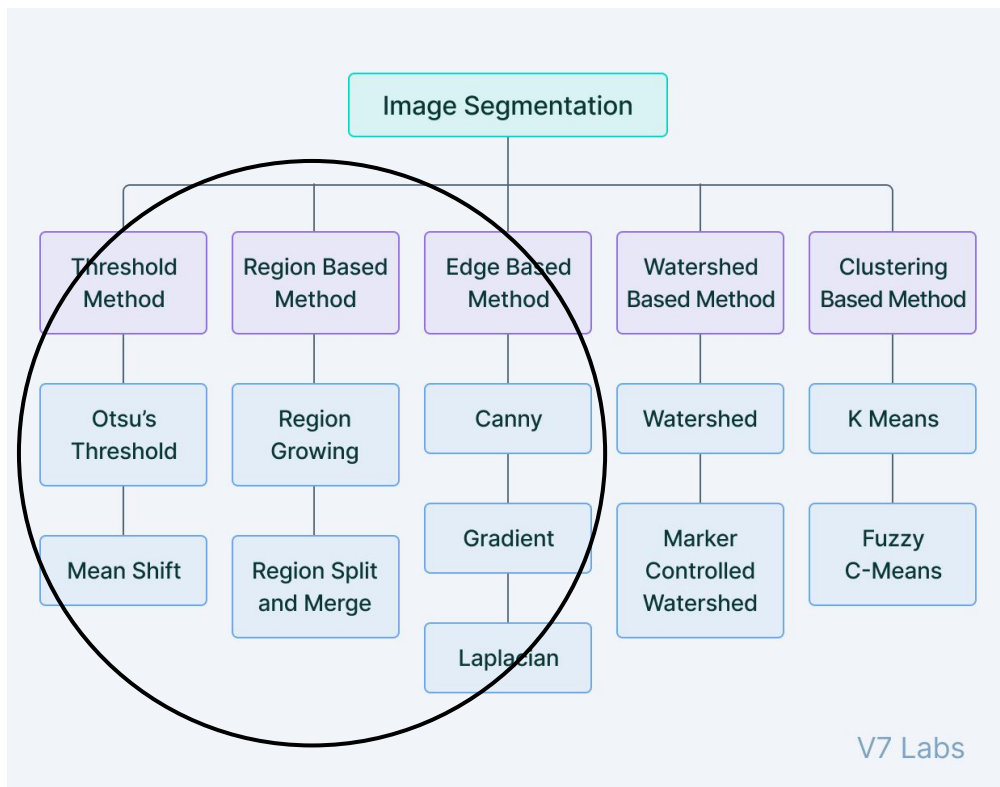 Image Segmentation
Threshold
Method
Region Based
Method
Edge Based
Method
Watershed
Based Method
Clustering
Based Method
Otsu’s
Threshold
Region
Growing
Canny
Watershed
K Means
Mean Shift
Region Split
and Merge
Gradient
Marker
Controlled
Watershed
Fuzzy
C-Means
Laplacian
V7 Labs